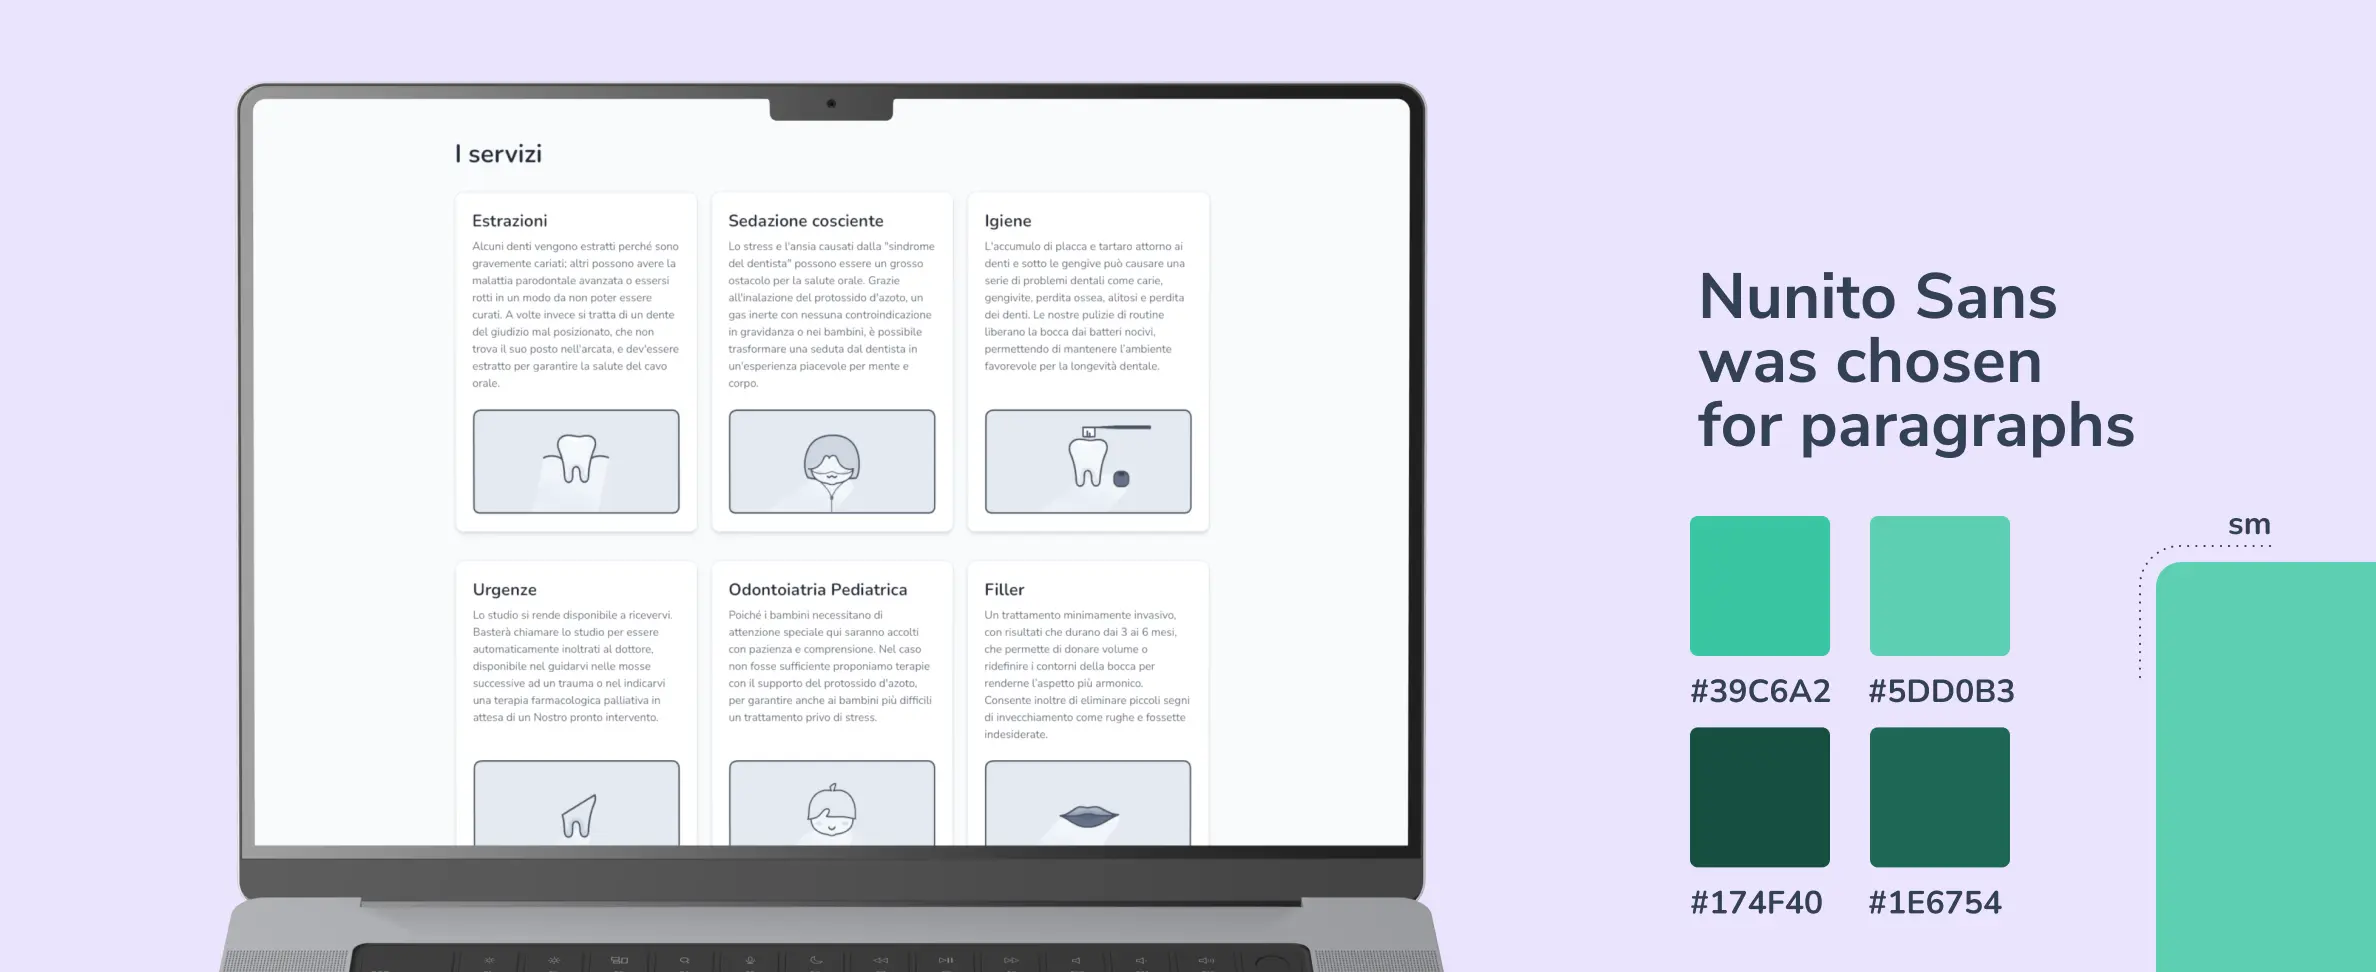 I servizi
Estrazioni
Alcuni denti vengono estratti perché sono
gravemente cariati; altri possono avere la
malattia parodontale avanzata o essersi
rotti in un modo da non poter essere
curati. A volte invece si tratta di un dente
del giudizio mal posizionato, che non
trova il suo posto nell'arcata, e dev'essere
estratto per garantire la salute del cavo
orale.
Sedazione cosciente
Lo stress e l'ansia causati dalla "sindrome
del dentista" possono essere un grosso
ostacolo per la salute orale. Grazie
all'inalazione del protossido d'azoto, un
gas inerte con nessuna controindicazione
in gravidanza o nei bambini, è possibile
trasformare una seduta dal dentista in
un'esperienza piacevole per mente e
corpo.
Igiene
L'accumulo di placca e tartaro attorno ai
denti e sotto le gengive può causare una
serie di problemi dentali come carie,
gengivite, perdita ossea, alitosi e perdita
dei denti. Le nostre pulizie di routine
liberano la bocca dai batteri nocivi,
permettendo di mantenere l'ambiente
favorevole per la longevità dentale.
Urgenze
Lo studio si rende disponibile a ricevervi.
Basterà chiamare lo studio per essere
automaticamente inoltrati al dottore,
disponibile nel guidarvi nelle mosse
successive ad un trauma o nel indicarvi
una terapia farmacologica palliativa in
attesa di un Nostro pronto intervento.
Odontoiatria Pediatrica
Poiché i bambini necessitano di
attenzione speciale qui saranno accolti
con pazienza e comprensione. Nel caso
non fosse sufficiente proponiamo terapie
con il supporto del protossido d'azoto,
per garantire anche ai bambini più difficili
un trattamento privo di stress.
Filler
Un trattamento minimamente invasivo,
con risultati che durano dai 3 ai 6 mesi,
che permette di donare volume o
ridefinire i contorni della bocca per
renderne l'aspetto più armonico.
Consente inoltre di eliminare piccoli segni
di invecchiamento come rughe e fossette
indesiderate.
Nunito Sans
was chosen
for paragraphs
sm
#39C6A2
#5DD0B3
#174F40
#1E6754